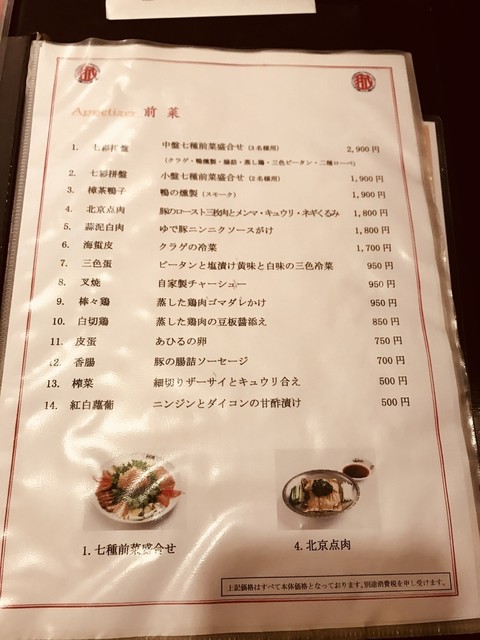 Appetizer 前菜
1. 七彩拼盤 中盤七種前菜盛合せ(3名様用) 2,900円
(クラゲ・鴨燻製・腸詰・蒸し鶏・三色ピータン・二種ローペ)
2. 七彩拼盤 小盤七種前菜盛合せ(2名様用) 1,900円
3. 樟茶鴨子 鴨の燻製(スモーク) 1,900円
4. 北京点肉 豚のロースト三枚肉とメンマ・キュウリ・ネギくるみ 1,800円
5. 蒜泥白肉 ゆで豚ニンニクソースがけ 1,800円
6. 海蜇皮 クラゲの冷菜 1,700円
7. 三色蛋 ピータンと塩漬け黄味と白味の三色冷菜 950円
8. 叉焼 自家製チャーシュー 950円
9. 棒々鶏 蒸した鶏肉ゴマダレかけ 950円
10. 白切鶏 蒸した鶏肉の豆板醤添え 850円
11. 皮蛋 あひるの卵 750円
12. 香腸 豚の腸詰ソーセージ 700円
13. 榨菜 細切りザーサイとキュウリ合え 500円
14. 紅白蘿葡 ニンジンとダイコンの甘酢漬け 500円
1.七種前菜盛合せ
4.北京点肉
上記価格はすべて本体価格となっております。別途消費税を申し受けます。